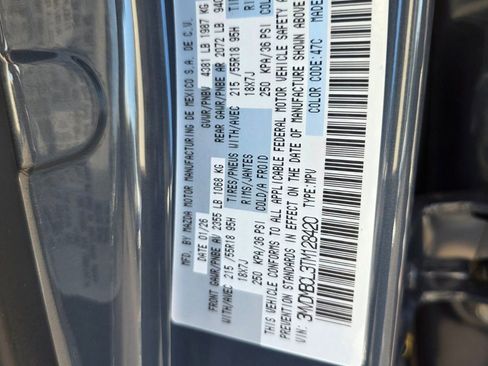 MFD. BY MAZDA MOTOR MANUFACTURING DE MEXICO S.A. DE C.V.
DATE 01/26 GVWR/PNBV 4381 LB 1987 KG
FRONT GAWR/PNBE AV 2355 LB 1068 KG REAR GAWR/PNBE AR 2072 LB 940
WITH/AVEC 215/55R18 95H TIRES/PNEUS WITH/AVEC 215/55R18 95H
18X7J RIMS/JANTES 18X7J
250 KPA/36 PSI COLD/A FROID 250 KPA/36 PSI
THIS VEHICLE CONFORMS TO ALL APPLICABLE FEDERAL MOTOR VEHICLE SAFETY
PREVENTION STANDARDS IN EFFECT ON THE DATE OF MANUFACTURE SHOWN ABOVE
VIN: TYPE:MPV COLOR CODE:47C MADE